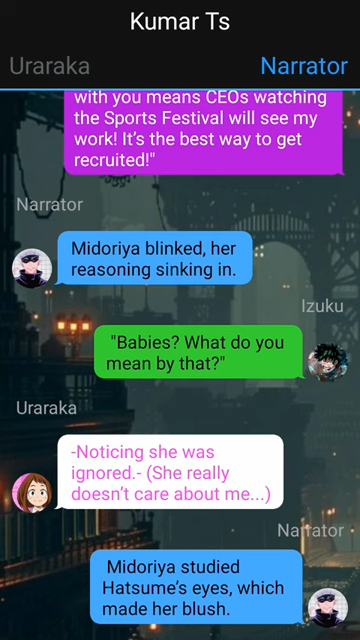 Kumar Ts
Uraraka
Narrator
with you means CEOs watching
the Sports Festival will see my
work! It's the best way to get
recruited!"
Narrator
Midoriya blinked, her
reasoning sinking in.
Izuku
"Babies? What do you
mean by that?"
Uraraka
-Noticing she was
ignored.- (She really
doesn't care about me...)
Narrator
Midoriya studied
Hatsume's eyes, which
made her blush.